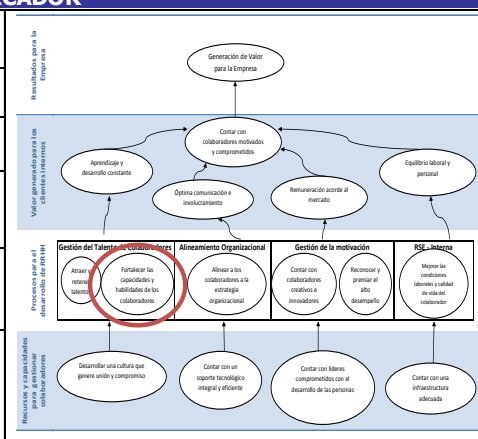 CADOR
Resultados para la
Empresa
Generación de Valor
para la Empresa
Valor generado para los
clientes internos
Contar con
colaboradores motivados
y comprometidos
Aprendizaje y
desarrollo constante
Equilibrio laboral y
personal
Óptima comunicación e
involucramiento
Remuneración acorde al
mercado
Procesos para el
desarrollo de RRHH
Gestión del Talento de Colaboradores
Alineamiento Organizacional
Gestión de la motivación
RSE - Interna
Atraer y
retener
talento
Fortalecer las
capacidades y
habilidades de los
colaboradores
Alinear a los
colaboradores a la
estrategia
organizacional
Contar con
colaboradores
creativos e
innovadores
Reconocer y
premiar el
alto
desempeño
Mejorar las
condiciones
laborales y calidad
de vida del
colaborador
Recursos y capacidades
para gestionar
colaboradores
Desarrollar una cultura que
genere unión y compromiso
Contar con un
soporte tecnológico
integral y eficiente
Contar con líderes
comprometidos con el
desarrollo de las personas
Contar con una
infraestructura
adecuada